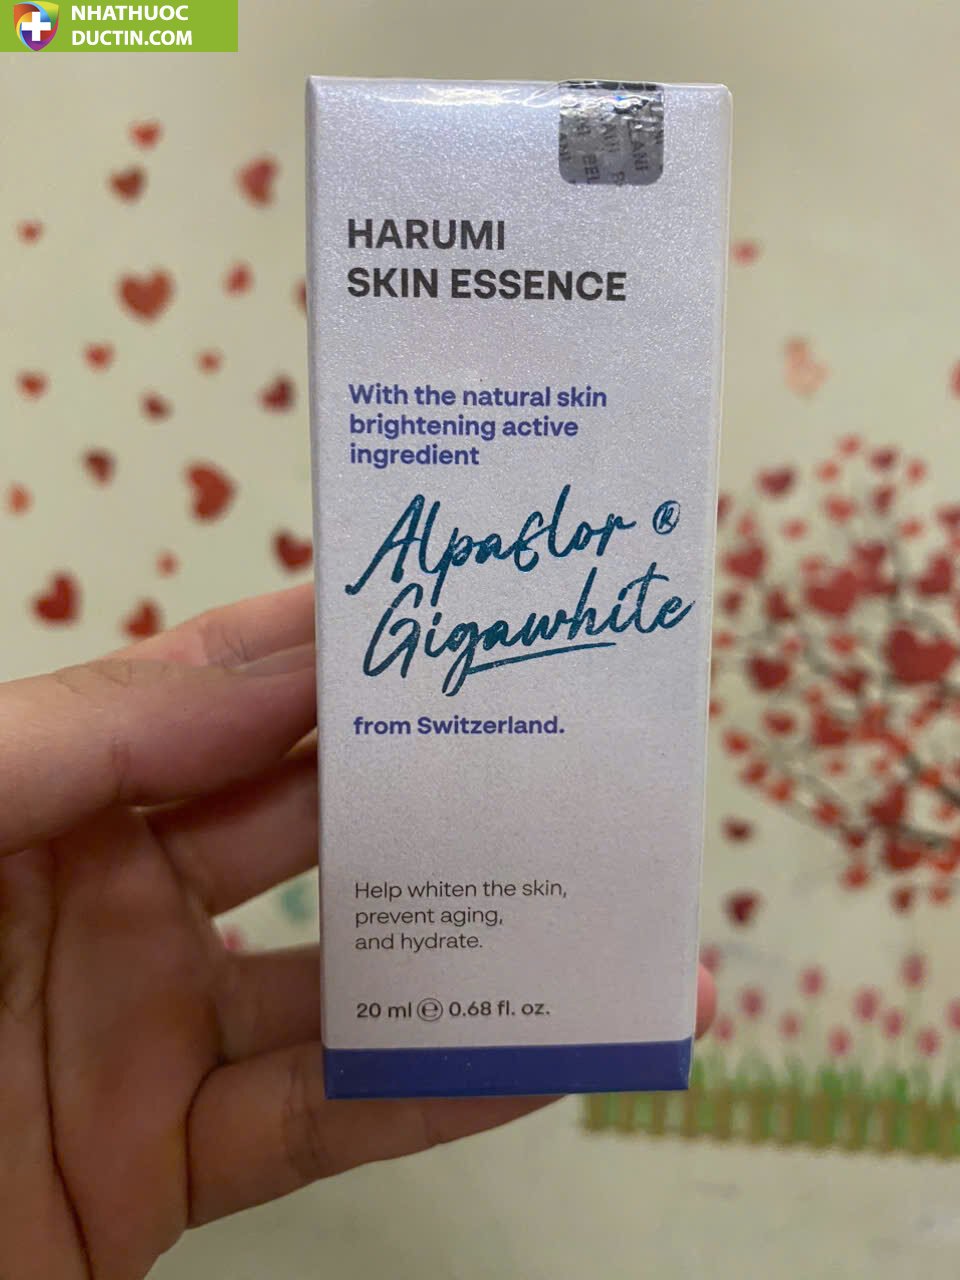 NHATHUOC
DUCTIN.COM
HARUMI
SKIN ESSENCE
With the natural skin
brightening active
ingredient
Alpaflor ®
Gigawhite
from Switzerland.
Help whiten the skin,
prevent aging,
and hydrate.
20 ml ℮ 0.68 fl. oz.